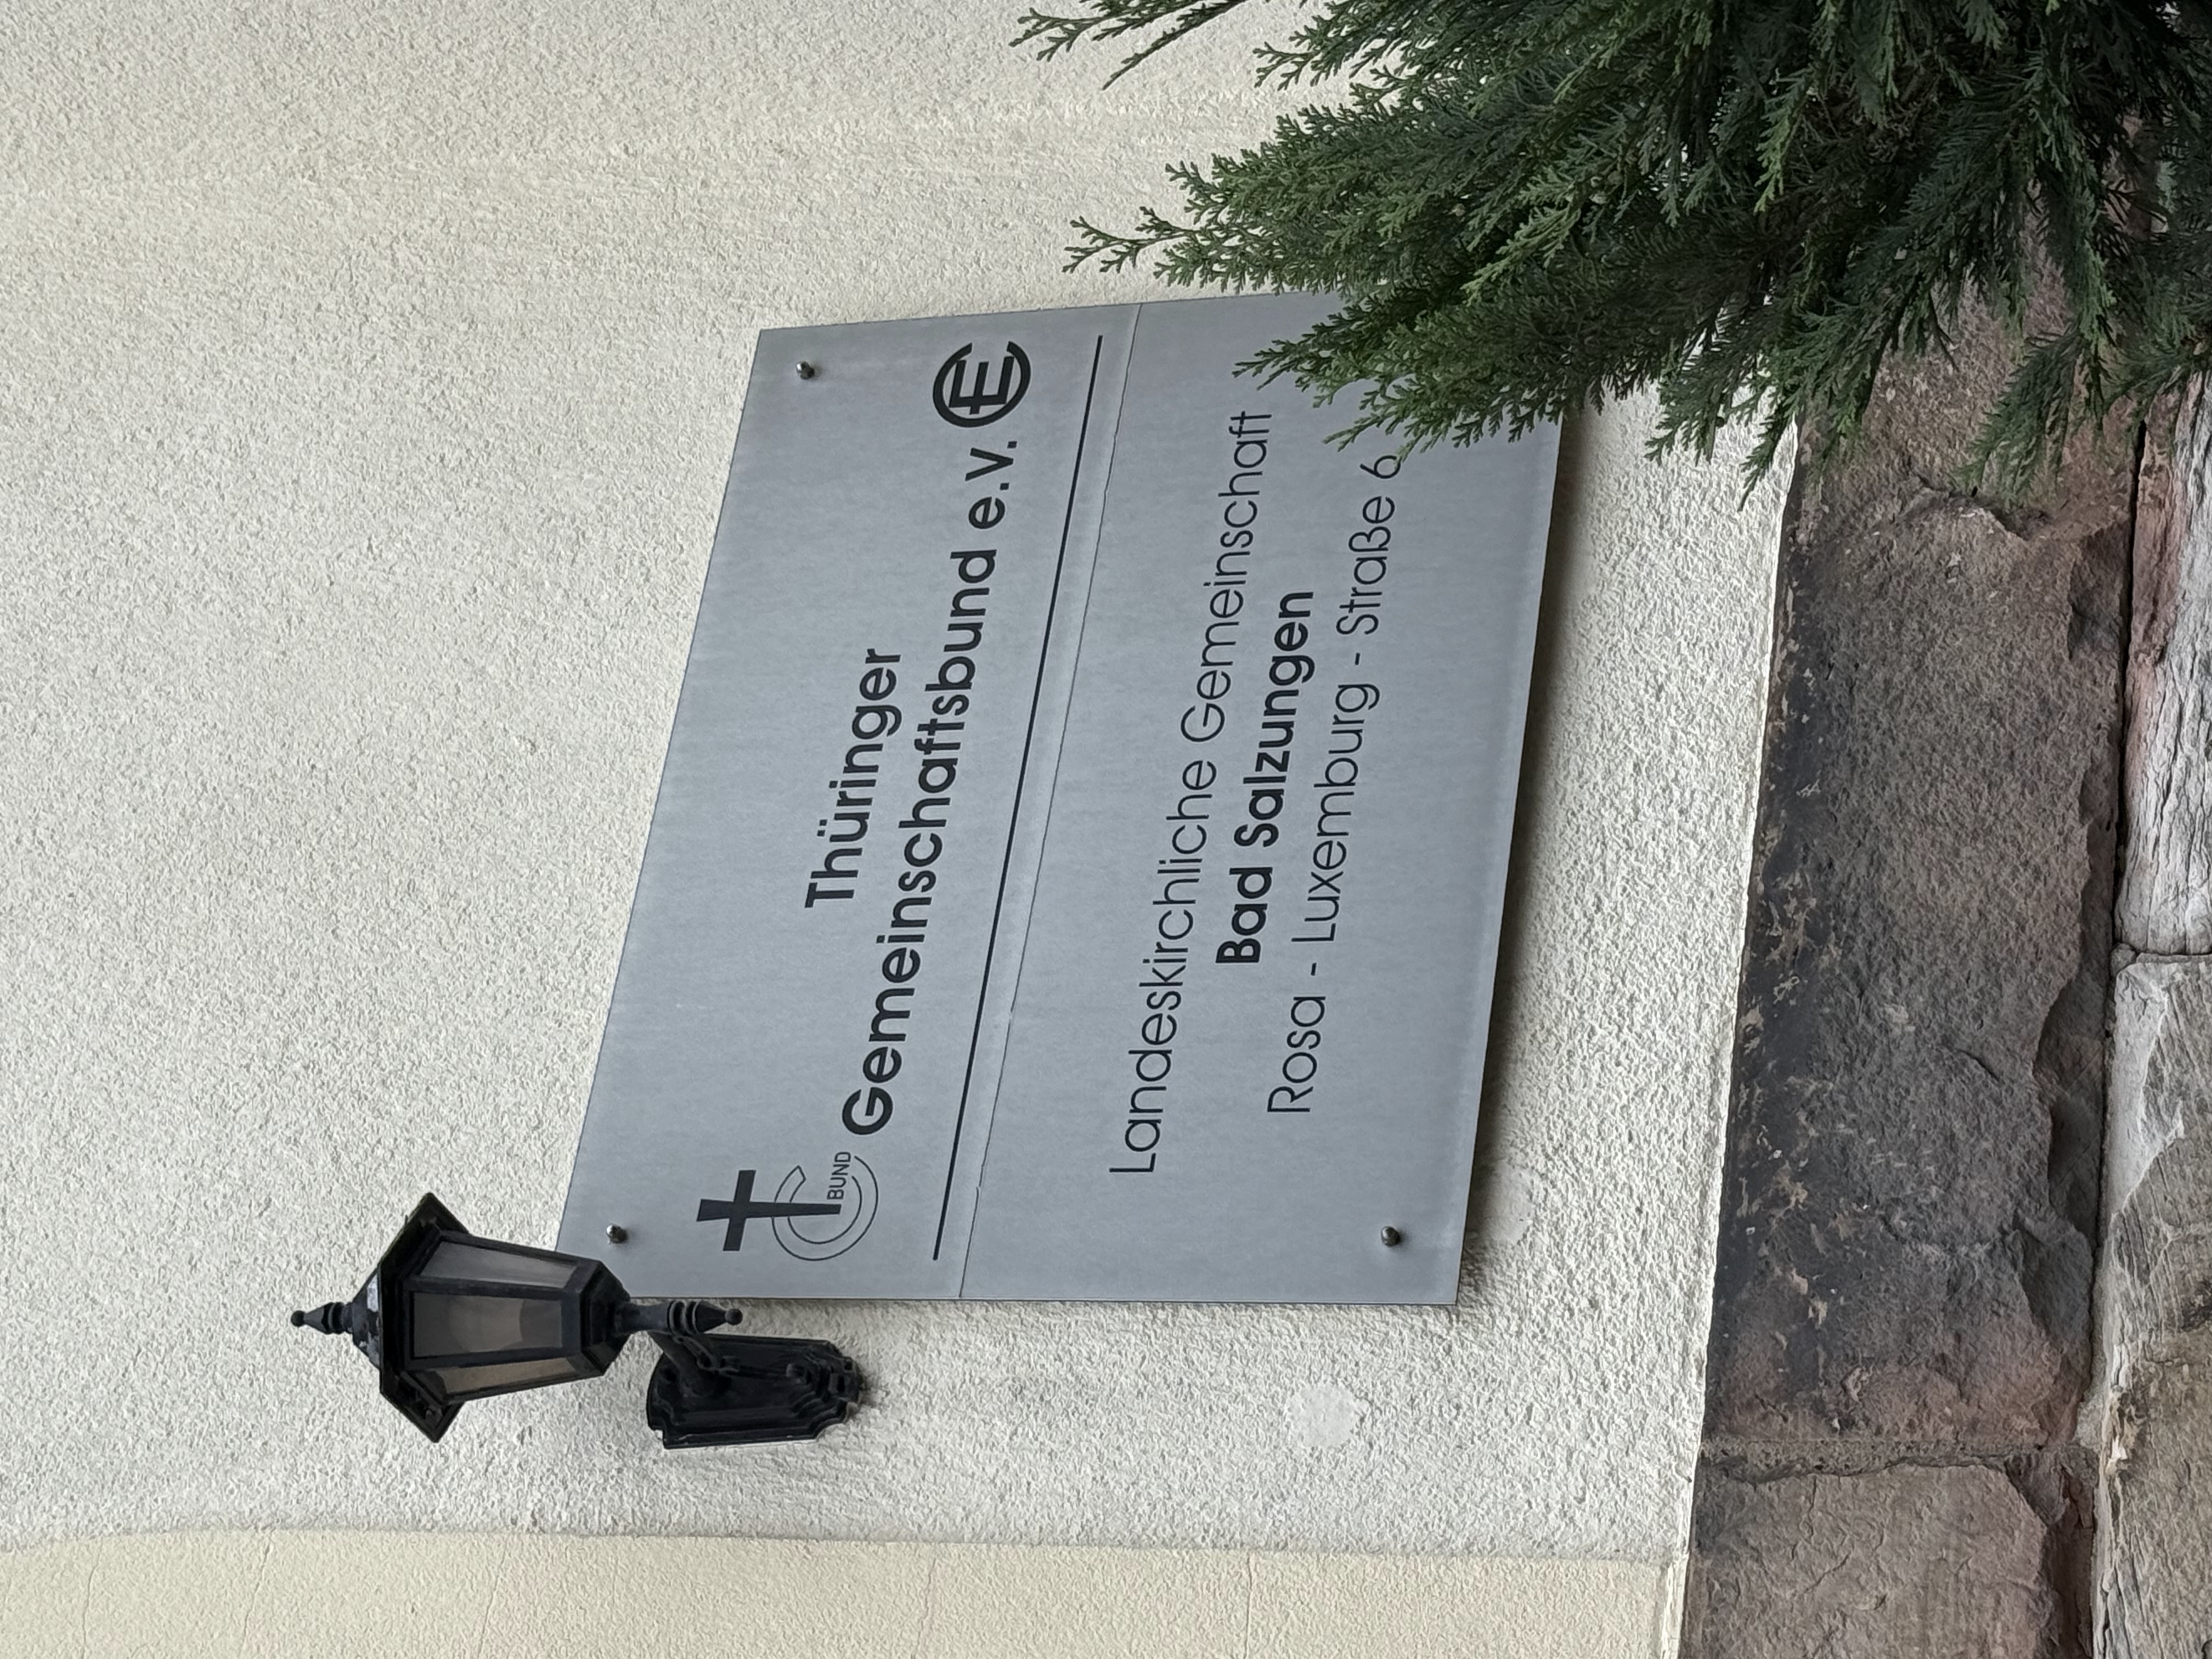 Thüringer
Gemeinschaftsbund e.V.
BUND
Landeskirchliche Gemeinschaft
Bad Salzungen
Rosa - Luxemburg - Straße 6